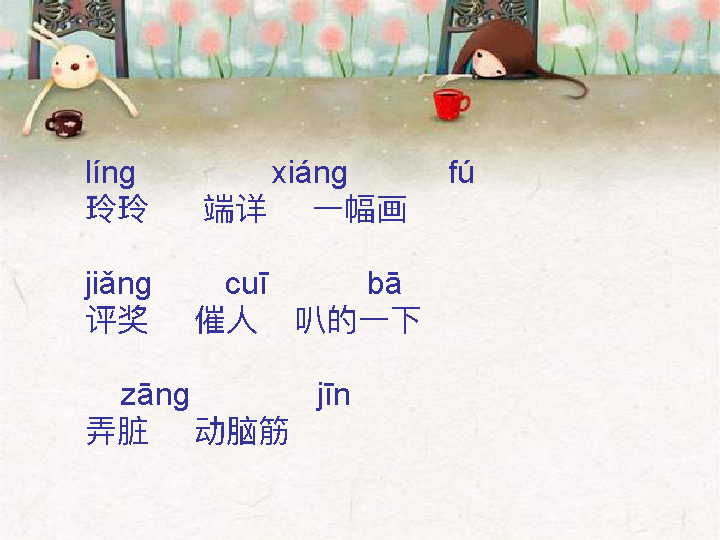 líng xiáng fú
玲玲 端详 一幅画
jiǎng cuī bā
评奖 催人 叭的一下
zāng jīn
弄脏 动脑筋